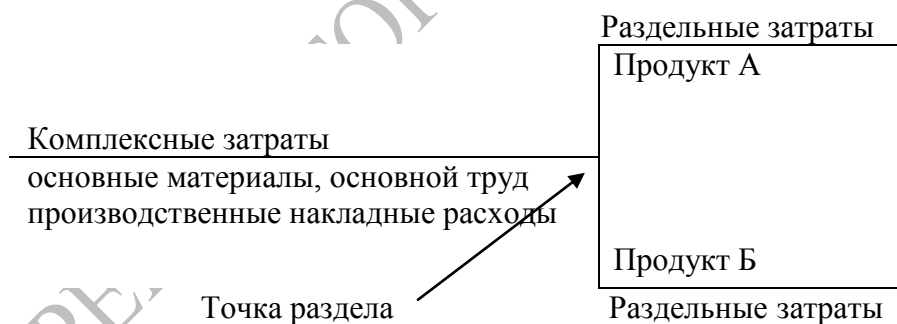 Раздельные затраты
Продукт А
Комплексные затраты
основные материалы, основной труд
производственные накладные расходы
Продукт Б
Точка раздела
Раздельные затраты